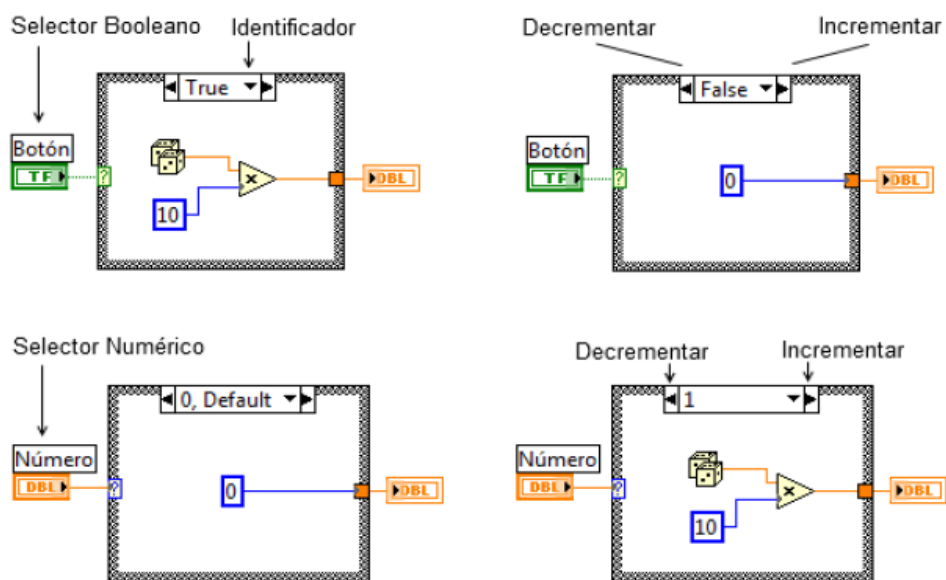 Selector Booleano
Identificador
Decrementar
Incrementar
True
False
Botón
TF
?
10
×
DBL
Botón
TF
?
0
DBL
Selector Numérico
Decrementar
Incrementar
0, Default
1
Número
DBL
?
0
DBL
Número
DBL
?
10
×
DBL